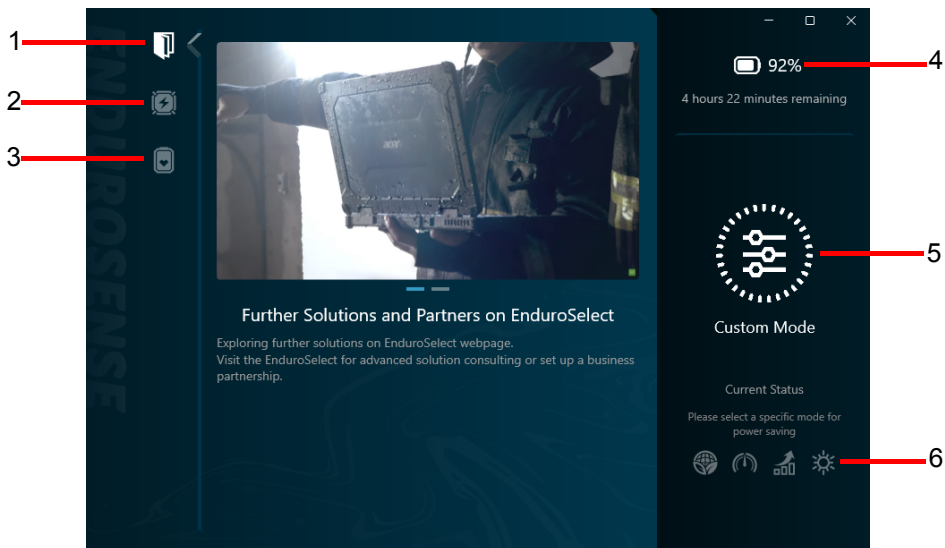 1
2
3
4
5
6
ENDUROSENSE
acer
92%
4 hours 22 minutes remaining
Custom Mode
Further Solutions and Partners on EnduroSelect
Exploring further solutions on EnduroSelect webpage.
Visit the EnduroSelect for advanced solution consulting or set up a business
partnership.
Current Status
Please select a specific mode for
power saving